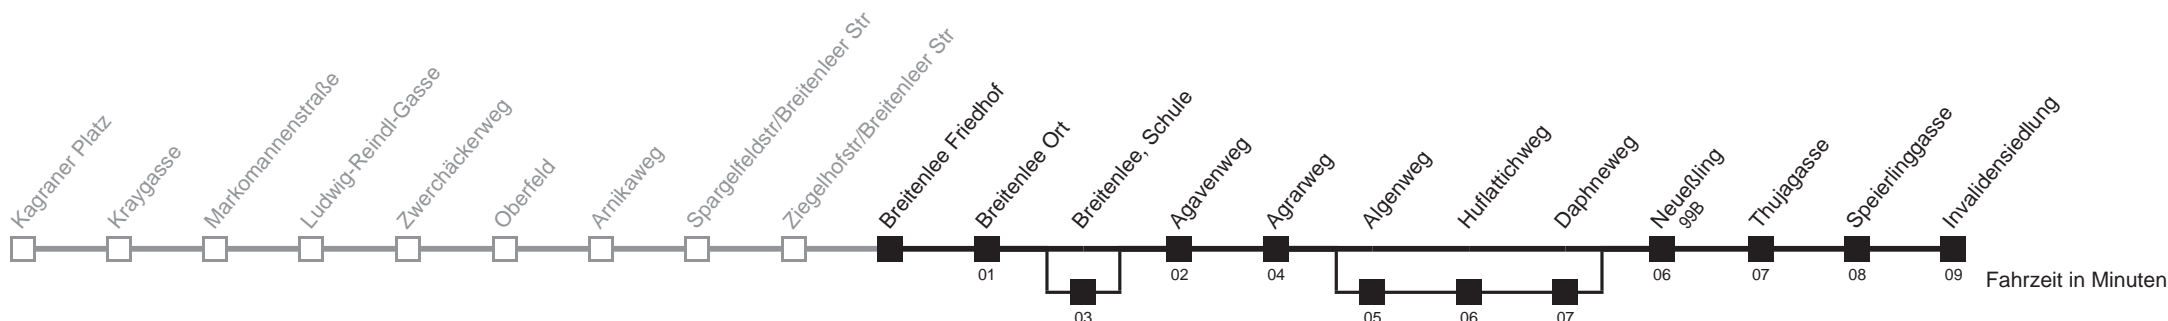 Kagraner Platz
Kraygasse
Markomannenstraße
Ludwig-Reindl-Gasse
Zwerchäckerweg
Oberfeld
Arnikaweg
Spargelfeldstr/Breitenleer Str
Ziegelhofstr/Breitenleer Str
Breitenlee Friedhof
Breitenlee Ort
Breitenlee, Schule
Agavenweg
Agrarweg
Algenweg
Huflattichweg
Daphneweg
Neueßling
99B
Thujagasse
Speierlinggasse
Invalidensiedlung
01 02 04 06 07 08 09
Fahrzeit in Minuten
03 05 06 07